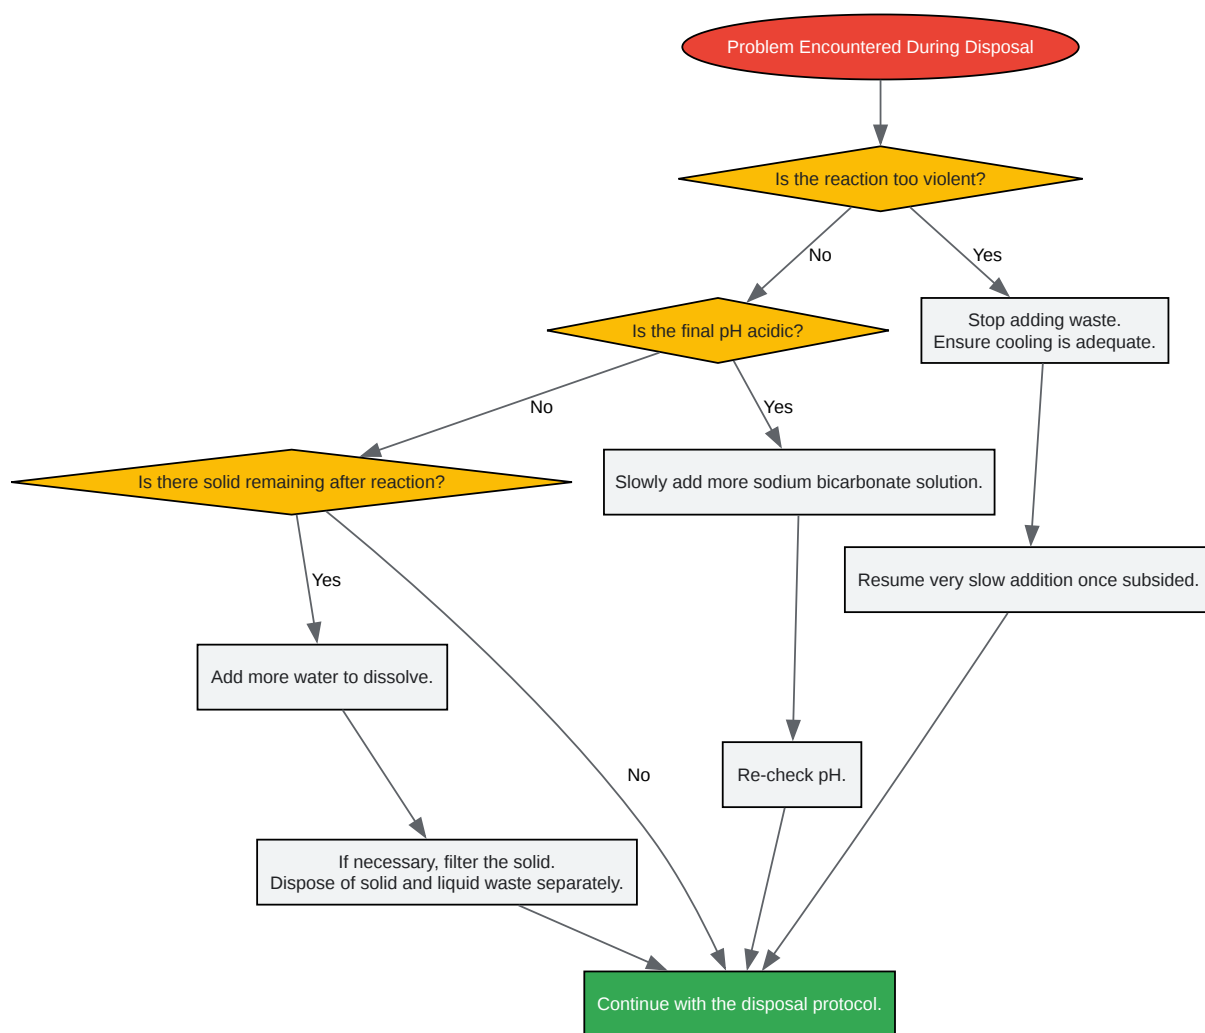 Problem Encountered During Disposal
Is the reaction too violent?
No
Yes
Is the final pH acidic?
Stop adding waste.
Ensure cooling is adequate.
No
Yes
Is there solid remaining after reaction?
Slowly add more sodium bicarbonate solution.
Yes
Resume very slow addition once subsided.
Add more water to dissolve.
No
Re-check pH.
If necessary, filter the solid.
Dispose of solid and liquid waste separately.
Continue with the disposal protocol.